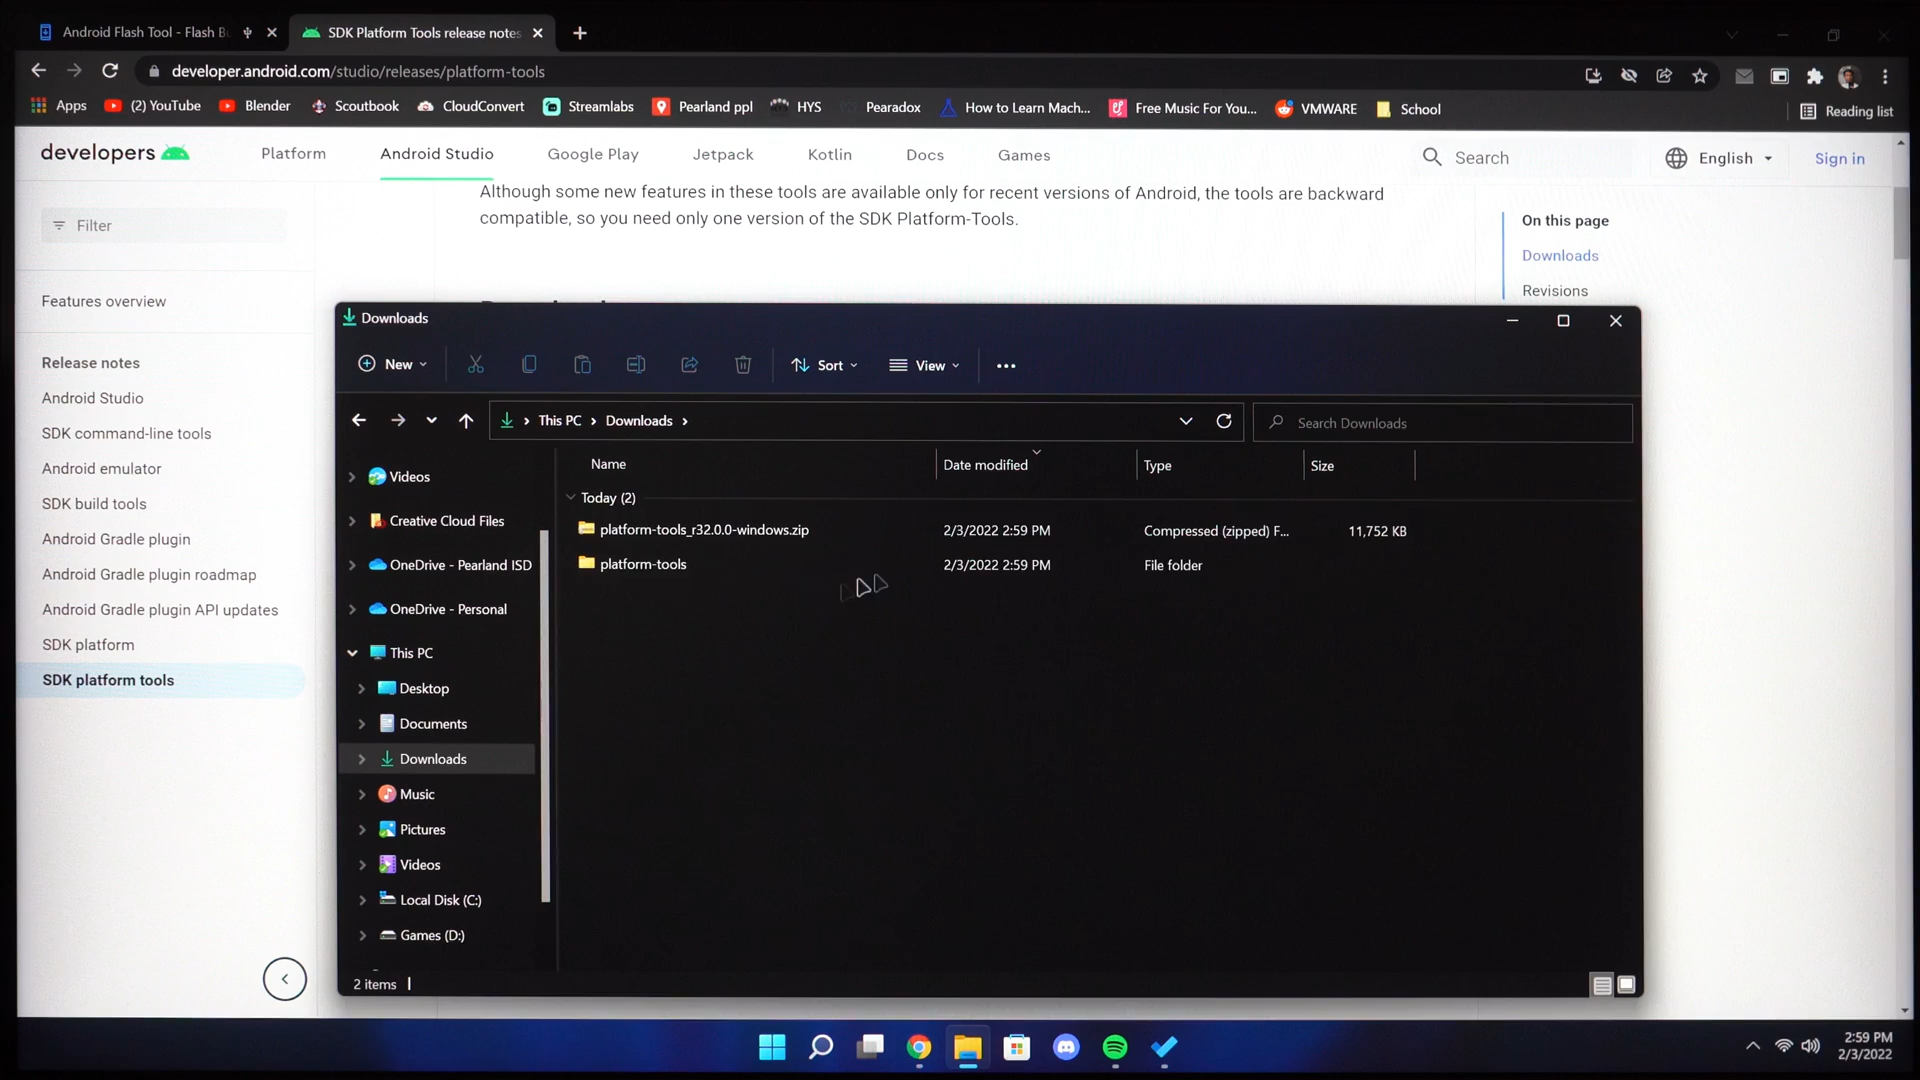 Android Flash Tool - Flash Bu
SDK Platform Tools release notes
developer.android.com/studio/releases/platform-tools
Apps
(2) YouTube
Blender
Scoutbook
CloudConvert
Streamlabs
Pearland ppl
HYS
Pearadox
How to Learn Mach...
Free Music For You...
VMWARE
School
Reading list
developers
Platform
Android Studio
Google Play
Jetpack
Kotlin
Docs
Games
Search
English
Sign in
Although some new features in these tools are available only for recent versions of Android, the tools are backward
compatible, so you need only one version of the SDK Platform-Tools.
Filter
Features overview
Release notes
Android Studio
SDK command-line tools
Android emulator
SDK build tools
Android Gradle plugin
Android Gradle plugin roadmap
Android Gradle plugin API updates
SDK platform
SDK platform tools
On this page
Downloads
Revisions
Downloads
New
Sort
View
This PC
Downloads
Search Downloads
Videos
Creative Cloud Files
OneDrive - Pearland ISD
OneDrive - Personal
This PC
Desktop
Documents
Downloads
Music
Pictures
Videos
Local Disk (C:)
Games (D:)
Name Date modified Type Size
Today (2)
platform-tools_r32.0.0-windows.zip 2/3/2022 2:59 PM Compressed (zipped) F... 11,752 KB
platform-tools 2/3/2022 2:59 PM File folder
2 items
2:59 PM
2/3/2022